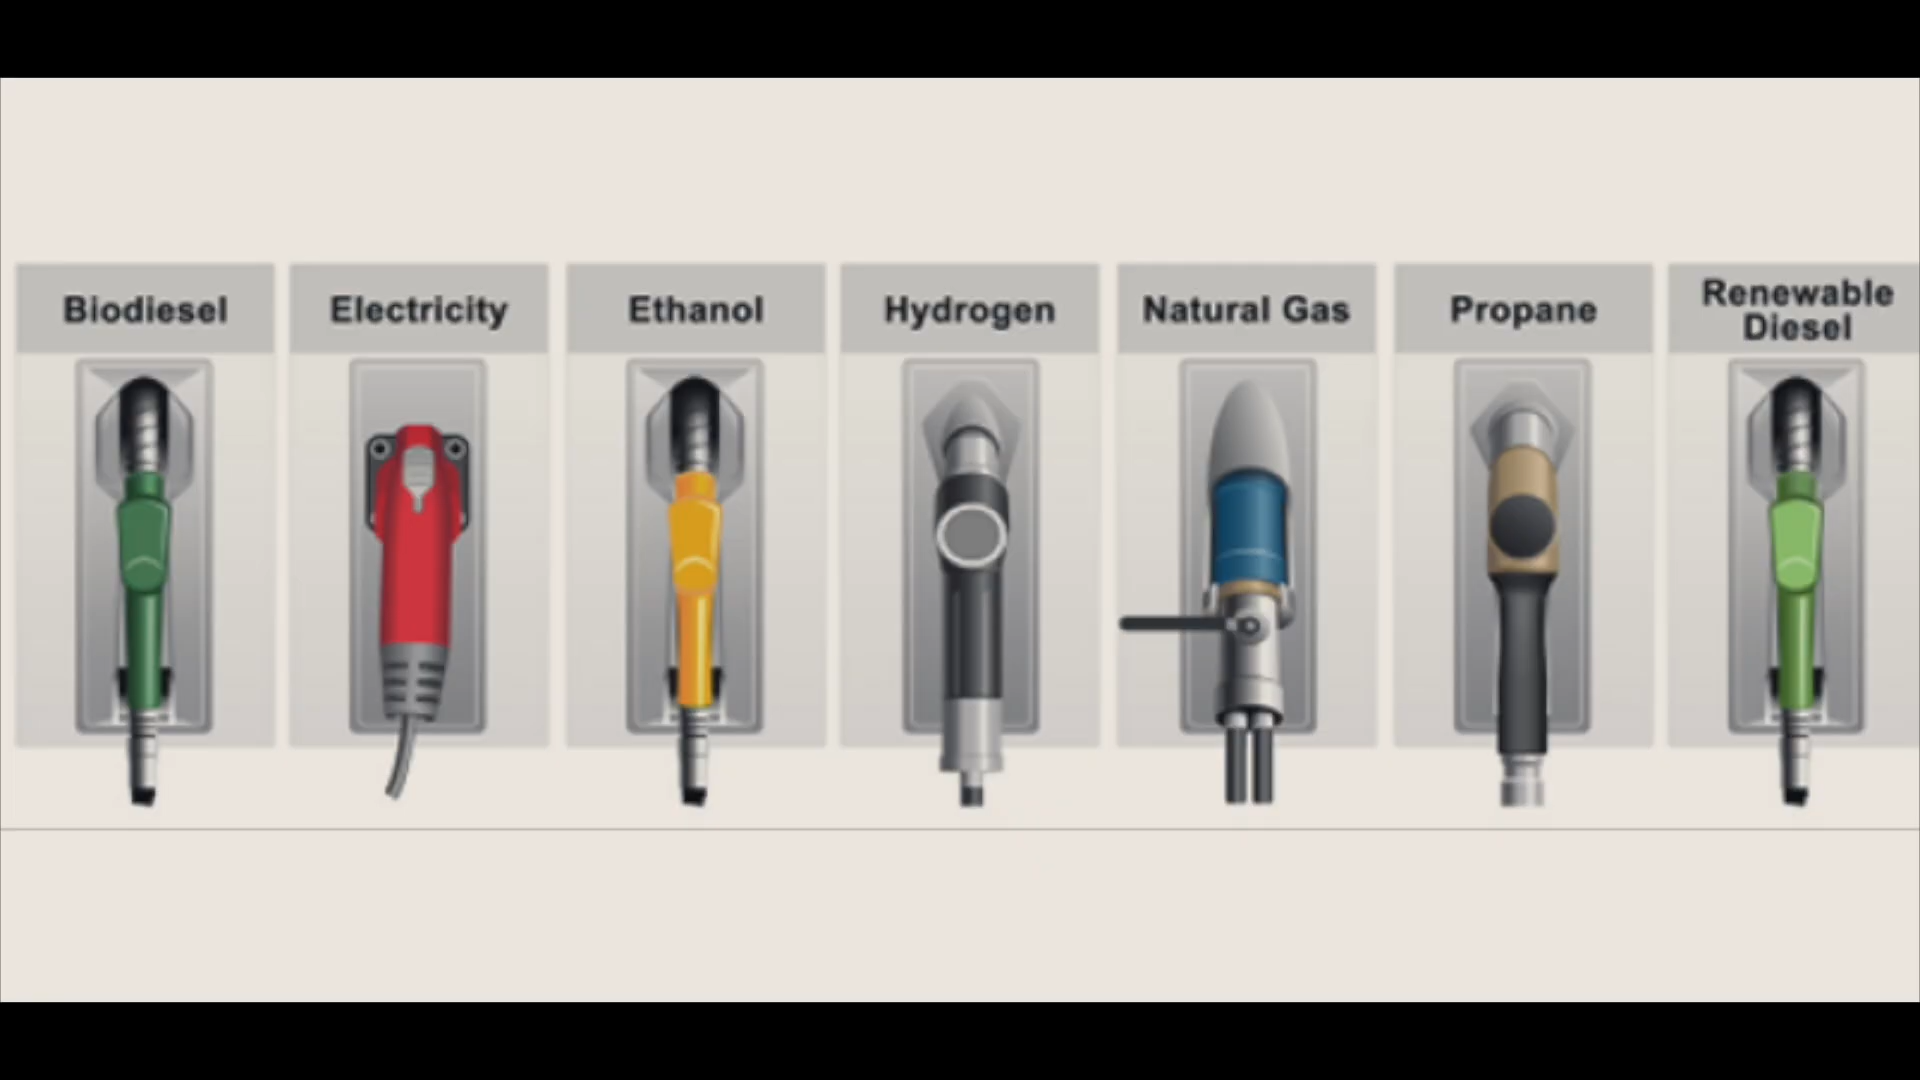 Biodiesel
Electricity
Ethanol
Hydrogen
Natural Gas
Propane
Renewable
Diesel